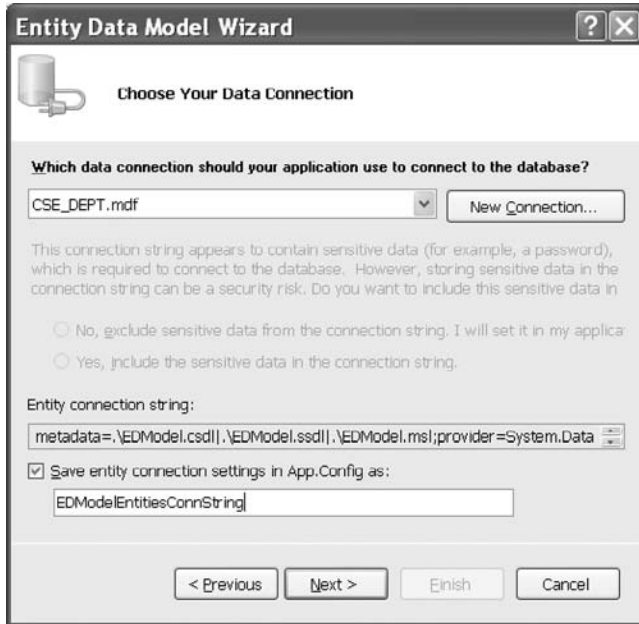 Entity Data Model Wizard
Choose Your Data Connection
Which data connection should your application use to connect to the database?
CSE_DEPT.mdf
New Connection...
This connection string appears to contain sensitive data (for example, a password),
which is required to connect to the database. However, storing sensitive data in the
connection string can be a security risk. Do you want to include this sensitive data in
No, exclude sensitive data from the connection string. I will set it in my applica
Yes, include the sensitive data in the connection string.
Entity connection string:
metadata=.\EDModel.csdl|.\EDModel.ssdl|.\EDModel.msl;provider=System.Data
Save entity connection settings in App.Config as:
EDModelEntitiesConnString
< Previous
Next >
Finish
Cancel